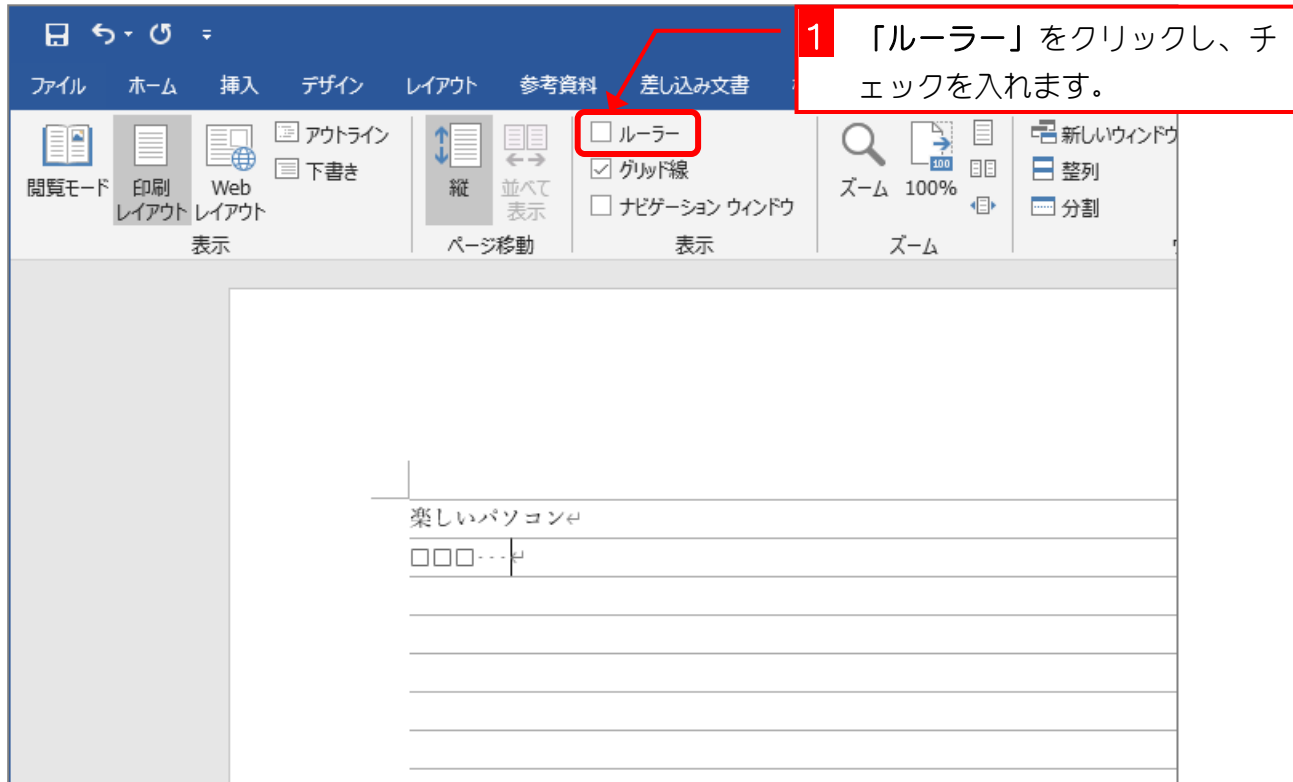 1 「ルーラー」をクリックし、チ
ェックを入れます。
ファイル ホーム 挿入 デザイン レイアウト 参考資料 差し込み文書
閲覧モード 印刷 レイアウト Web レイアウト
アウトライン
下書き
表示
縦 並べて 表示
ページ移動
ルーラー
グリッド線
ナビゲーション ウィンドウ
表示
ズーム 100% 100
ズーム
新しいウィンドウ
整列
分割
楽しいパソコン↵
□□□---↵